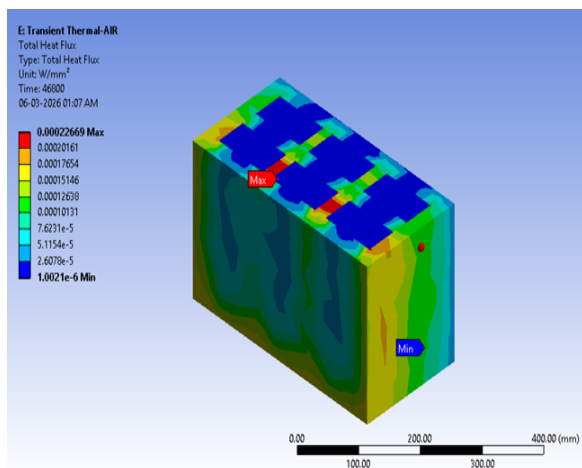 E: Transient Thermal-AIR
Total Heat Flux
Type: Total Heat Flux
Unit: W/mm²
Time: 46800
06-03-2026 01:07 AM
0.00022669 Max
0.00020161
0.00017654
0.00015146
0.00012638
0.00010131
7.6231e-5
5.1154e-5
2.6078e-5
1.0021e-6 Min
Max
Min
0.00 200.00 400.00 (mm)
100.00 300.00